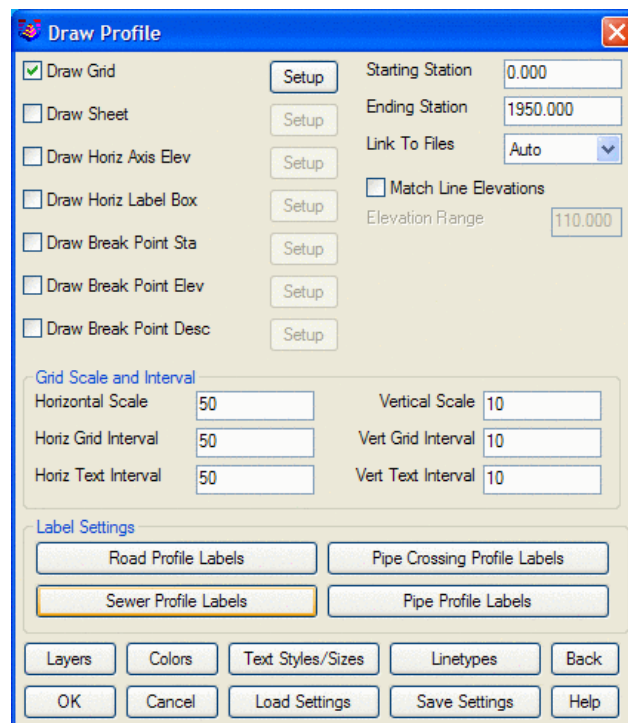 Draw Profile
Draw Grid
Setup
Starting Station
0.000
Draw Sheet
Setup
Ending Station
1950.000
Draw Horiz Axis Elev
Setup
Link To Files
Auto
Draw Horiz Label Box
Setup
Match Line Elevations
Draw Break Point Sta
Setup
Elevation Range
110.000
Draw Break Point Elev
Setup
Draw Break Point Desc
Setup
Grid Scale and Interval
Horizontal Scale
50
Vertical Scale
10
Horiz Grid Interval
50
Vert Grid Interval
10
Horiz Text Interval
50
Vert Text Interval
10
Label Settings
Road Profile Labels
Pipe Crossing Profile Labels
Sewer Profile Labels
Pipe Profile Labels
Layers
Colors
Text Styles/Sizes
Linetypes
Back
OK
Cancel
Load Settings
Save Settings
Help